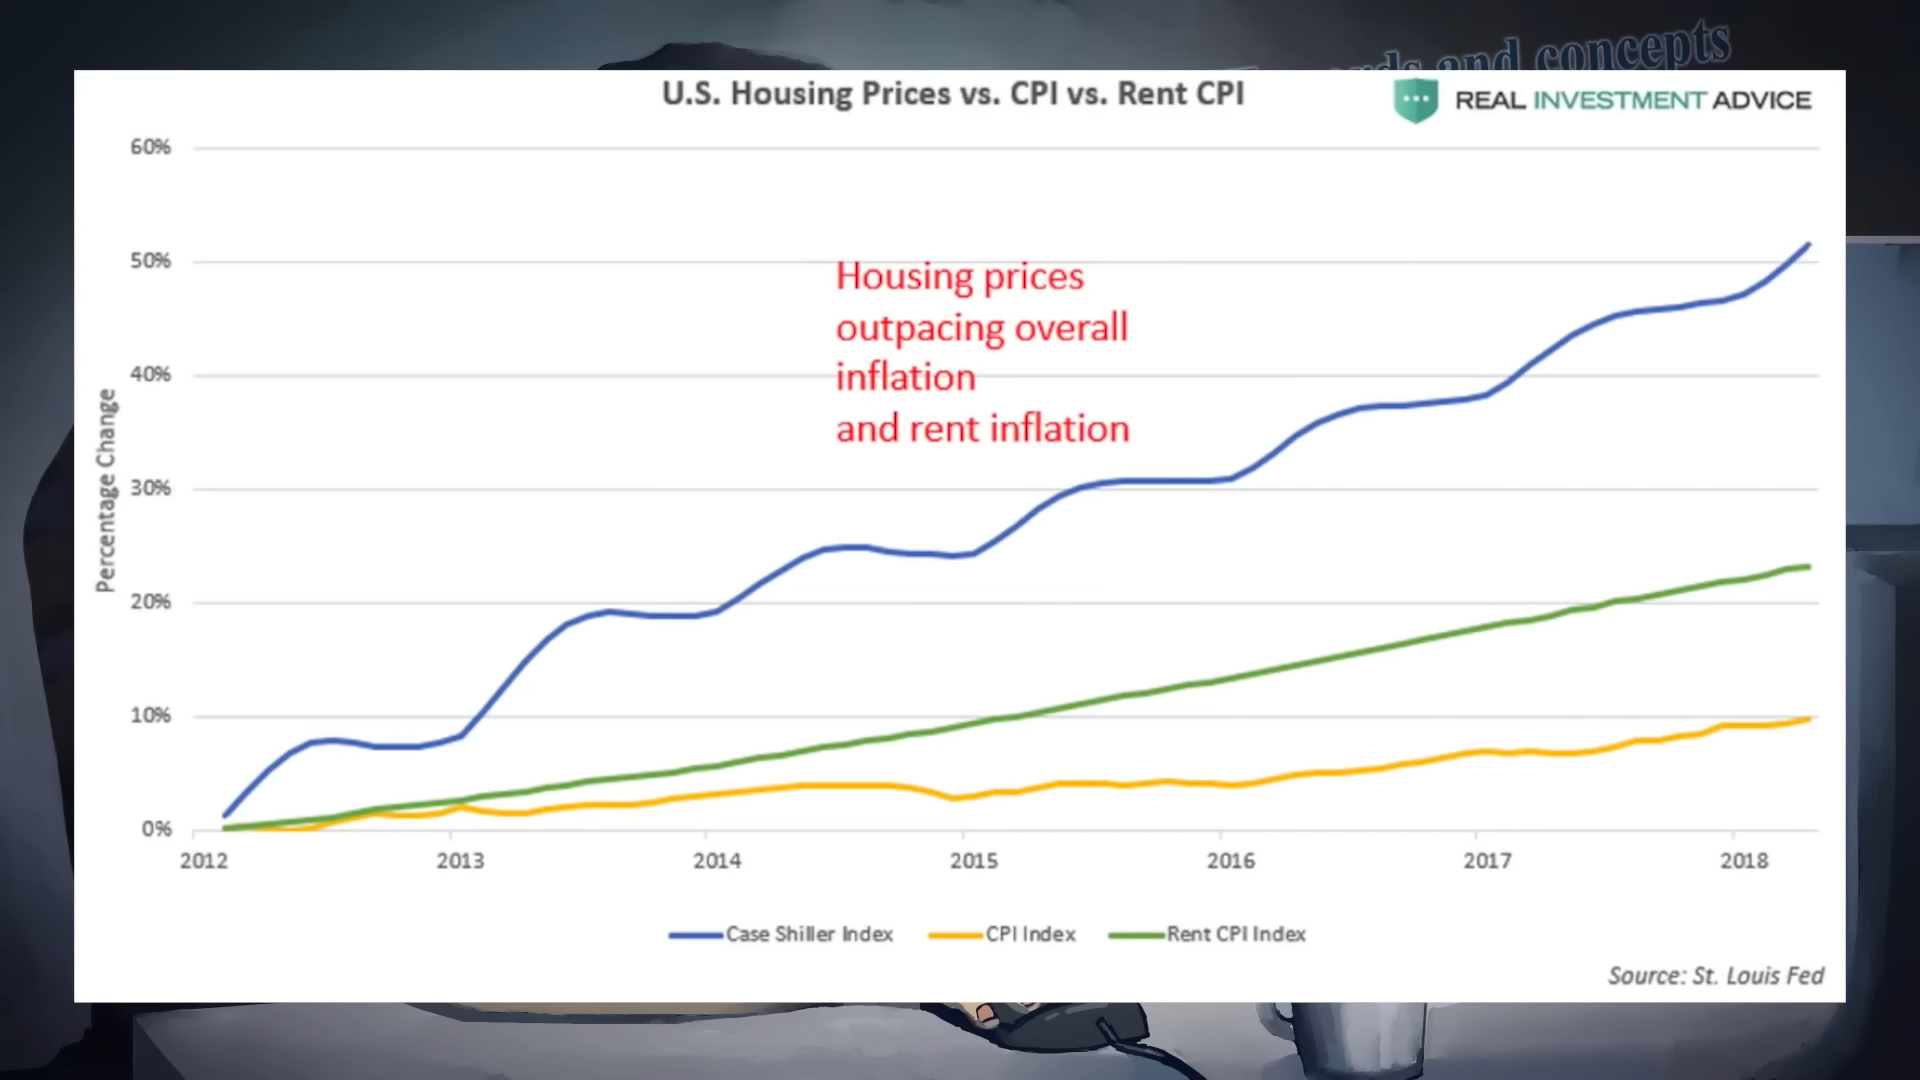 and concepts
U.S. Housing Prices vs. CPI vs. Rent CPI
REAL INVESTMENT ADVICE
60%
50%
40%
30%
20%
10%
0%
Percentage Change
Housing prices
outpacing overall
inflation
and rent inflation
2012 2013 2014 2015 2016 2017 2018
Case Shiller Index CPI Index Rent CPI Index
Source: St. Louis Fed